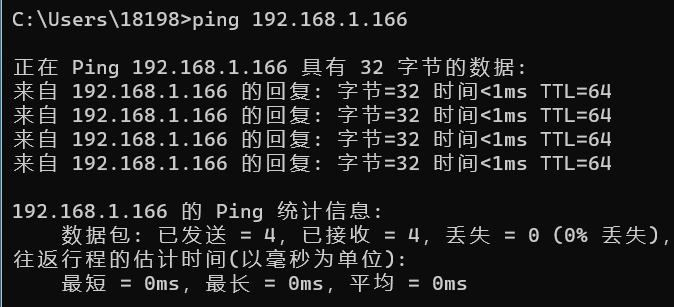 C:\Users\18198>ping 192.168.1.166
正在 Ping 192.168.1.166 具有 32 字节的数据:
来自 192.168.1.166 的回复: 字节=32 时间<1ms TTL=64
来自 192.168.1.166 的回复: 字节=32 时间<1ms TTL=64
来自 192.168.1.166 的回复: 字节=32 时间<1ms TTL=64
来自 192.168.1.166 的回复: 字节=32 时间<1ms TTL=64
192.168.1.166 的 Ping 统计信息:
数据包: 已发送 = 4，已接收 = 4，丢失 = 0 (0% 丢失)，
往返行程的估计时间(以毫秒为单位):
最短 = 0ms，最长 = 0ms，平均 = 0ms